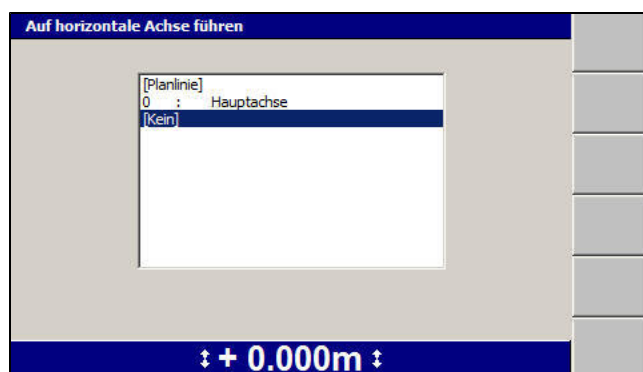 Auf horizontale Achse führen
[Planlinie]
0 : Hauptachse
[Kein]
+ 0.000m